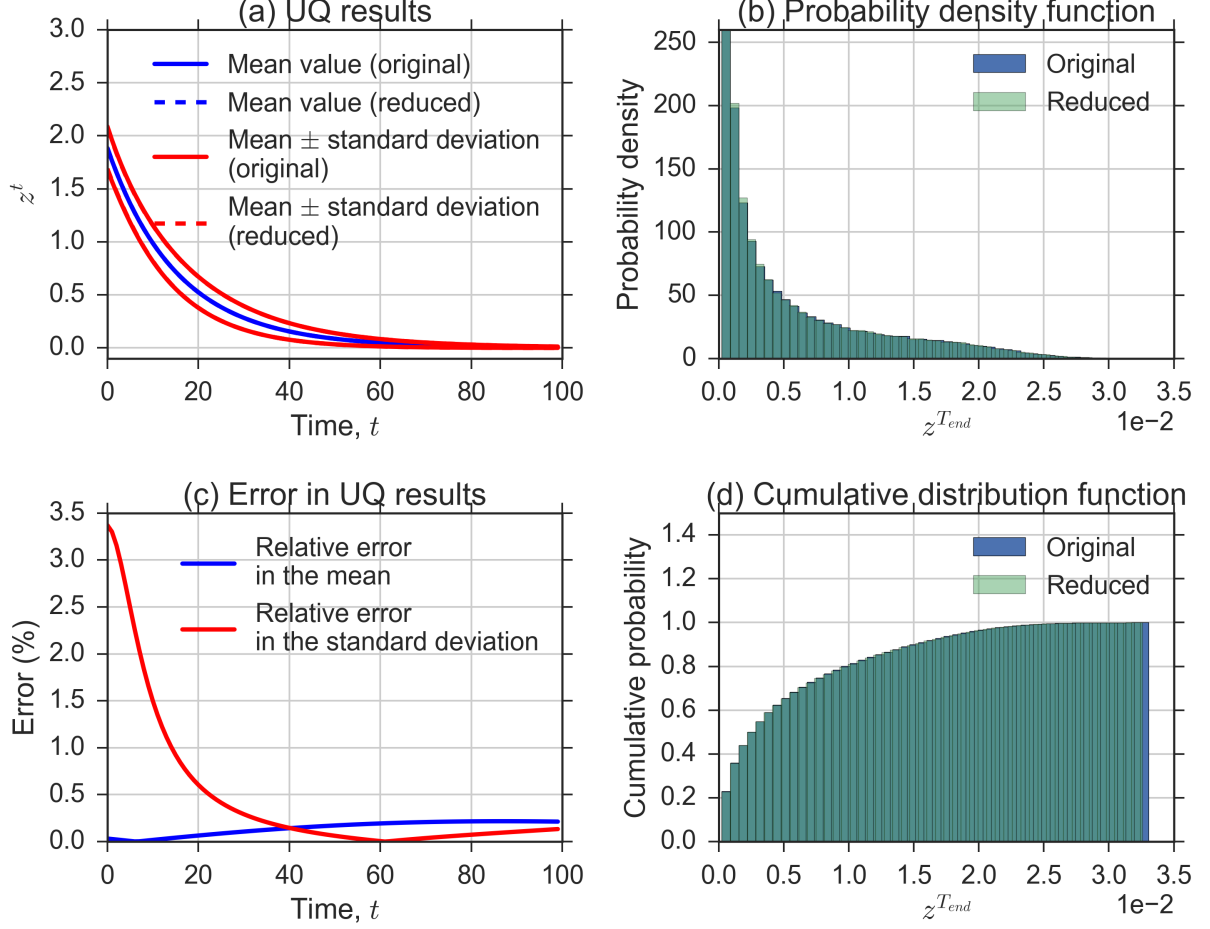 (a) UQ results
3.0
2.5
2.0
1.5
1.0
0.5
0.0
z^t
Mean value (original)
Mean value (reduced)
Mean ± standard deviation
(original)
Mean ± standard deviation
(reduced)
0 20 40 60 80 100
Time, t
(b) Probability density function
250
200
150
100
50
0
Probability density
Original
Reduced
0.0 0.5 1.0 1.5 2.0 2.5 3.0 3.5
1e−2
z^{T_{end}}
(c) Error in UQ results
3.5
3.0
2.5
2.0
1.5
1.0
0.5
0.0
Error (%)
Relative error
in the mean
Relative error
in the standard deviation
0 20 40 60 80 100
Time, t
(d) Cumulative distribution function
1.4
1.2
1.0
0.8
0.6
0.4
0.2
0.0
Cumulative probability
Original
Reduced
0.0 0.5 1.0 1.5 2.0 2.5 3.0 3.5
1e−2
z^{T_{end}}